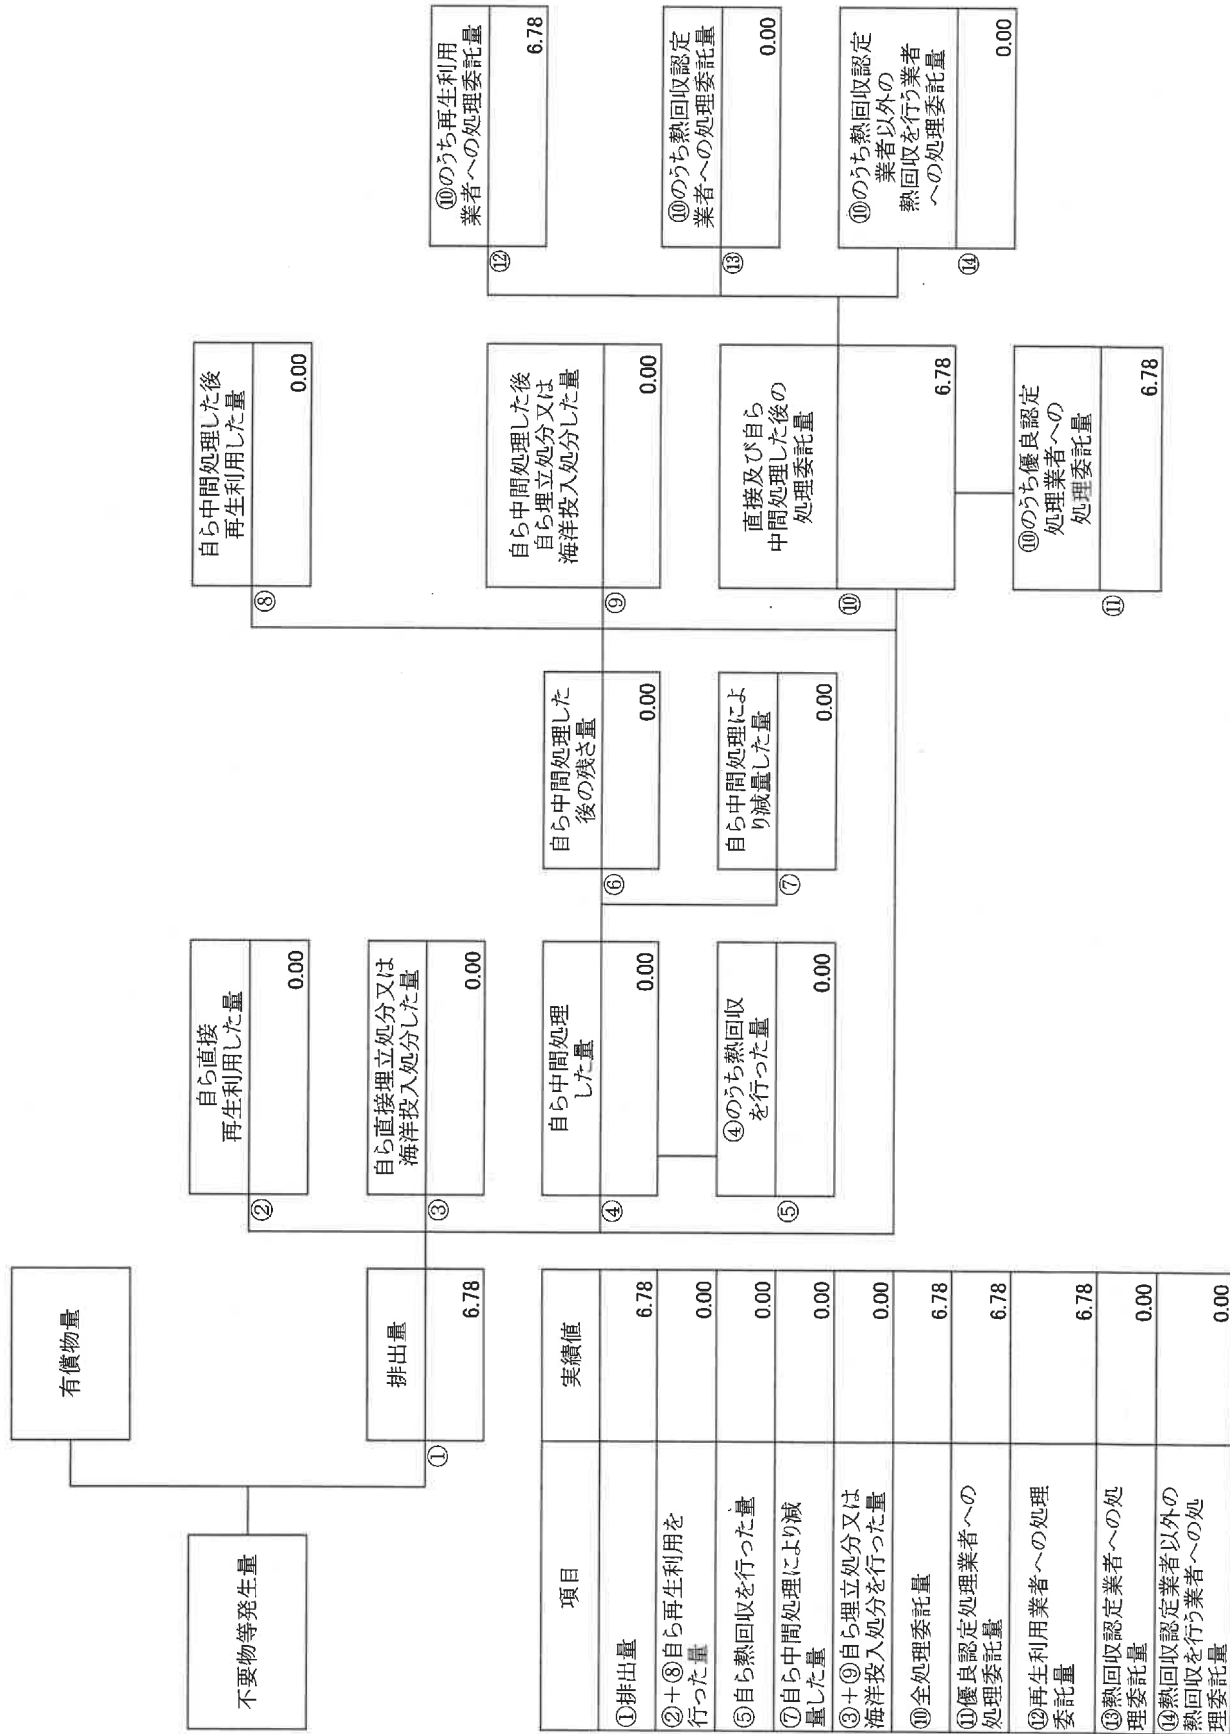 不要物等発生量
有償物量
①
排出量
6.78
②
自ら直接
再生利用した量
0.00
③
自ら直接埋立処分又は
海洋投入処分した量
0.00
④
自ら中間処理
した量
0.00
⑤
④のうち熱回収
を行った量
0.00
⑥
自ら中間処理した
後の残さ量
0.00
⑦
自ら中間処理によ
り減量した量
0.00
⑧
自ら中間処理した後
再生利用した量
0.00
⑨
自ら中間処理した後
自ら埋立処分又は
海洋投入処分した量
0.00
⑩
直接及び自ら
中間処理した後の
処理委託量
6.78
⑪
⑩のうち優良認定
処理業者への
処理委託量
6.78
⑫
⑩のうち再生利用
業者への処理委託量
6.78
⑬
⑩のうち熱回収認定
業者への処理委託量
0.00
⑭
⑩のうち熱回収認定
業者以外の
熱回収を行う業者
への処理委託量
0.00
項目 実績値
①排出量 6.78
②+⑧自ら再生利用を
行った量 0.00
⑤自ら熱回収を行った量 0.00
⑦自ら中間処理により減
量した量 0.00
③+⑨自ら埋立処分又は
海洋投入処分を行った量 0.00
⑩全処理委託量 6.78
⑪優良認定処理業者への
処理委託量 6.78
⑫再生利用業者への処理
委託量 6.78
⑬熱回収認定業者への処
理委託量 0.00
⑭熱回収認定業者以外の
熱回収を行う業者への処
理委託量 0.00